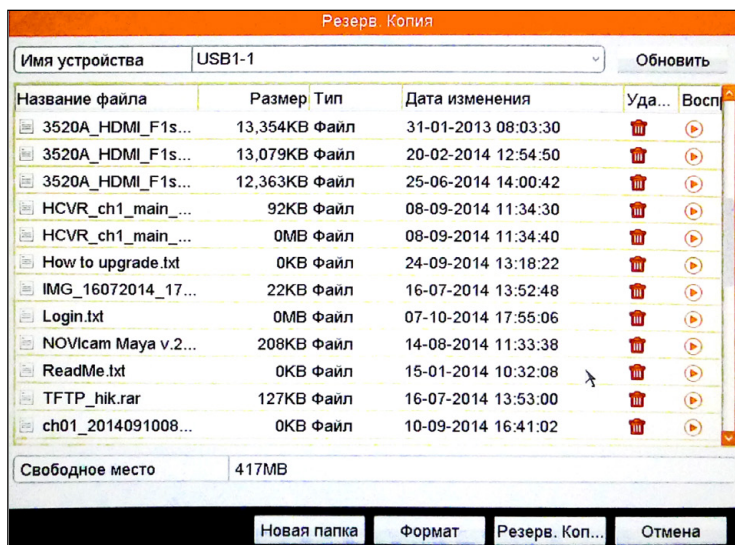 Резерв. Копия
Имя устройства USB1-1 Обновить
Название файла Размер Тип Дата изменения Уда... Восп
3520A_HDMI_F1s... 13,354KB Файл 31-01-2013 08:03:30
3520A_HDMI_F1s... 13,079KB Файл 20-02-2014 12:54:50
3520A_HDMI_F1s... 12,363KB Файл 25-06-2014 14:00:42
HCVR_ch1_main_... 92KB Файл 08-09-2014 11:34:30
HCVR_ch1_main_... 0MB Файл 08-09-2014 11:34:40
How to upgrade.txt 0KB Файл 24-09-2014 13:18:22
IMG_16072014_17... 22KB Файл 16-07-2014 13:52:48
Login.txt 0MB Файл 07-10-2014 17:55:06
NOVIcam Maya v.2... 208KB Файл 14-08-2014 11:33:38
ReadMe.txt 0KB Файл 15-01-2014 10:32:08
TFTP_hik.rar 127KB Файл 16-07-2014 13:53:00
ch01_2014091008... 0KB Файл 10-09-2014 16:41:02
Свободное место 417MB
Новая папка Формат Резерв. Коп... Отмена